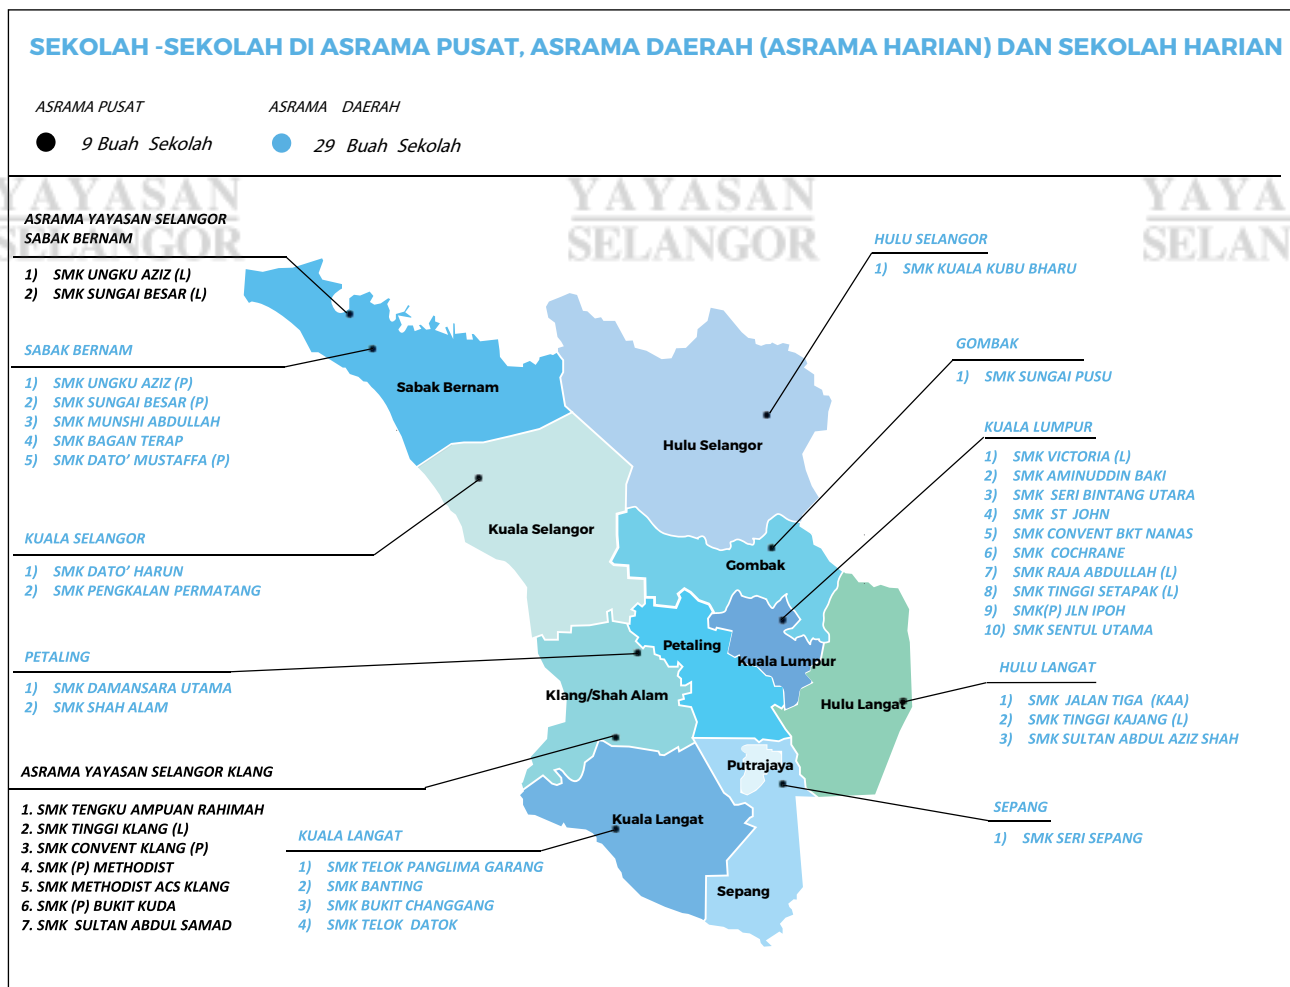 SEKOLAH -SEKOLAH DI ASRAMA PUSAT, ASRAMA DAERAH (ASRAMA HARIAN) DAN SEKOLAH HARIAN
ASRAMA PUSAT
ASRAMA DAERAH
9 Buah Sekolah
29 Buah Sekolah
YAYASAN
SELANGOR
YAYASAN
SELANGOR
YAYA
SELAN
ASRAMA YAYASAN SELANGOR
SABAK BERNAM
1) SMK UNGKU AZIZ (L)
2) SMK SUNGAI BESAR (L)
SABAK BERNAM
1) SMK UNGKU AZIZ (P)
2) SMK SUNGAI BESAR (P)
3) SMK MUNSHI ABDULLAH
4) SMK BAGAN TERAP
5) SMK DATO’ MUSTAFFA (P)
KUALA SELANGOR
1) SMK DATO’ HARUN
2) SMK PENGKALAN PERMATANG
PETALING
1) SMK DAMANSARA UTAMA
2) SMK SHAH ALAM
ASRAMA YAYASAN SELANGOR KLANG
1. SMK TENGKU AMPUAN RAHIMAH
2. SMK TINGGI KLANG (L)
3. SMK CONVENT KLANG (P)
4. SMK (P) METHODIST
5. SMK METHODIST ACS KLANG
6. SMK (P) BUKIT KUDA
7. SMK SULTAN ABDUL SAMAD
KUALA LANGAT
1) SMK TELOK PANGLIMA GARANG
2) SMK BANTING
3) SMK BUKIT CHANGGANG
4) SMK TELOK DATOK
Sabak Bernam
Hulu Selangor
Kuala Selangor
Gombak
Petaling
Kuala Lumpur
Klang/Shah Alam
Hulu Langat
Putrajaya
Kuala Langat
Sepang
HULU SELANGOR
1) SMK KUALA KUBU BHARU
GOMBAK
1) SMK SUNGAI PUSU
KUALA LUMPUR
1) SMK VICTORIA (L)
2) SMK AMINUDDIN BAKI
3) SMK SERI BINTANG UTARA
4) SMK ST JOHN
5) SMK CONVENT BKT NANAS
6) SMK COCHRANE
7) SMK RAJA ABDULLAH (L)
8) SMK TINGGI SETAPAK (L)
9) SMK(P) JLN IPOH
10) SMK SENTUL UTAMA
HULU LANGAT
1) SMK JALAN TIGA (KAA)
2) SMK TINGGI KAJANG (L)
3) SMK SULTAN ABDUL AZIZ SHAH
SEPANG
1) SMK SERI SEPANG